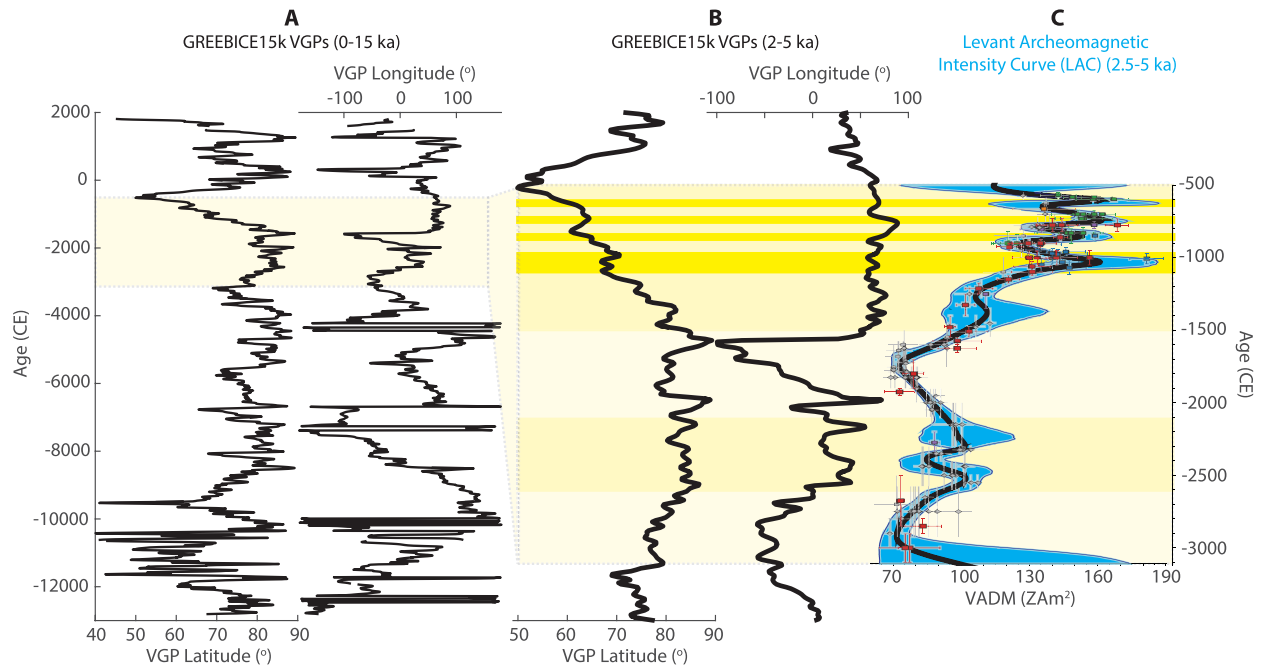 A
GREEBICE15k VGPs (0-15 ka)
VGP Longitude (º)
-100
0
100
B
GREEBICE15k VGPs (2-5 ka)
VGP Longitude (º)
-100
0
100
C
Levant Archeomagnetic
Intensity Curve (LAC) (2.5-5 ka)
Age (CE)
2000
0
-2000
-4000
-6000
-8000
-10000
-12000
40
50
60
70
80
90
VGP Latitude (º)
50
60
70
80
90
VGP Latitude (º)
70
100
130
160
190
VADM (ZAm²)
-500
-1000
-1500
-2000
-2500
-3000
Age (CE)